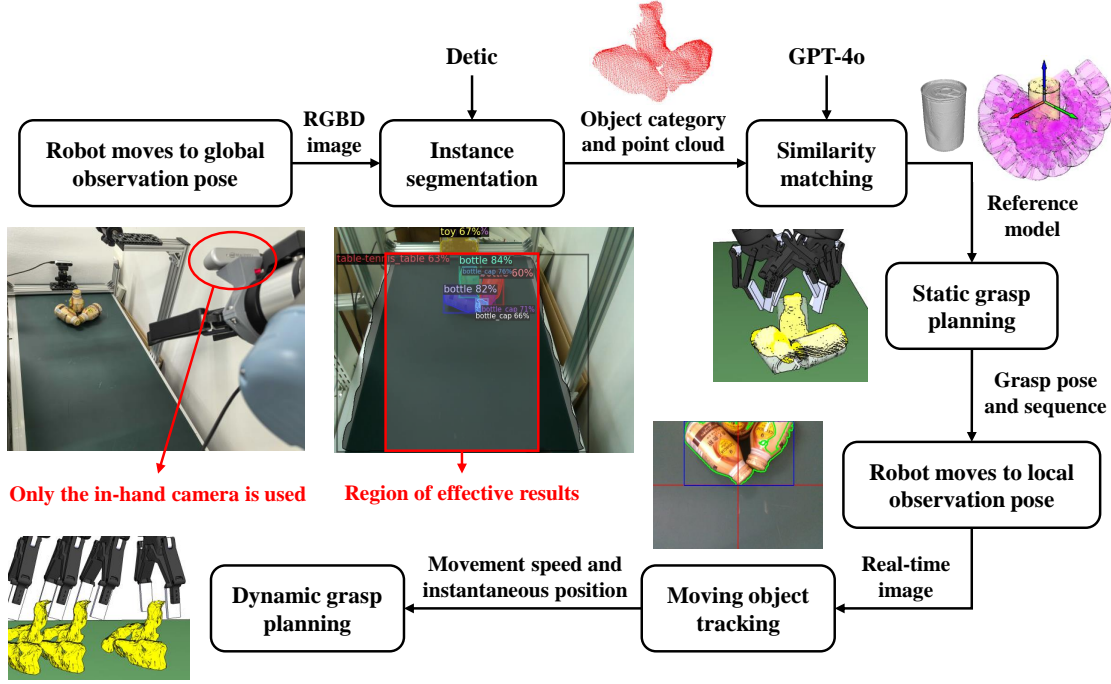 Detic
GPT-4o
Robot moves to global
observation pose
RGBD
image
Instance
segmentation
Object category
and point cloud
Similarity
matching
Reference
model
toy 67%
table-tennis_table 63%
bottle 84%
bottle_cap 76%
60%
bottle 82%
bottle_cap 71%
bottle_cap 66%
Only the in-hand camera is used
Region of effective results
Static grasp
planning
Grasp pose
and sequence
Robot moves to local
observation pose
Real-time
image
Moving object
tracking
Movement speed and
instantaneous position
Dynamic grasp
planning